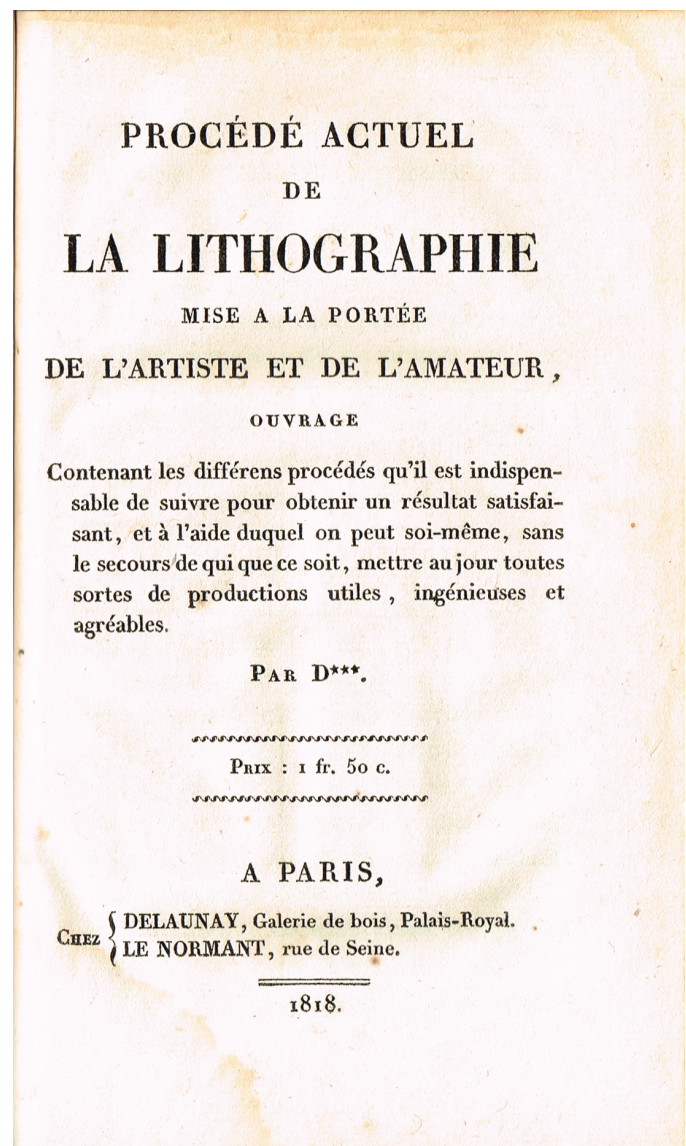 PROCÉDÉ ACTUEL
DE
LA LITHOGRAPHIE
MISE A LA PORTÉE
DE L'ARTISTE ET DE L'AMATEUR,
OUVRAGE
Contenant les différens procédés qu'il est indispen-
sable de suivre pour obtenir un résultat satisfai-
sant, et à l'aide duquel on peut soi-même, sans
le secours de qui que ce soit, mettre au jour toutes
sortes de productions utiles, ingénieuses et
agréables.
PAR D***.
PRIX : 1 fr. 50 c.
A PARIS,
CHEZ { DELAUNAY, Galerie de bois, Palais-Royal.
LE NORMANT, rue de Seine.
1818.